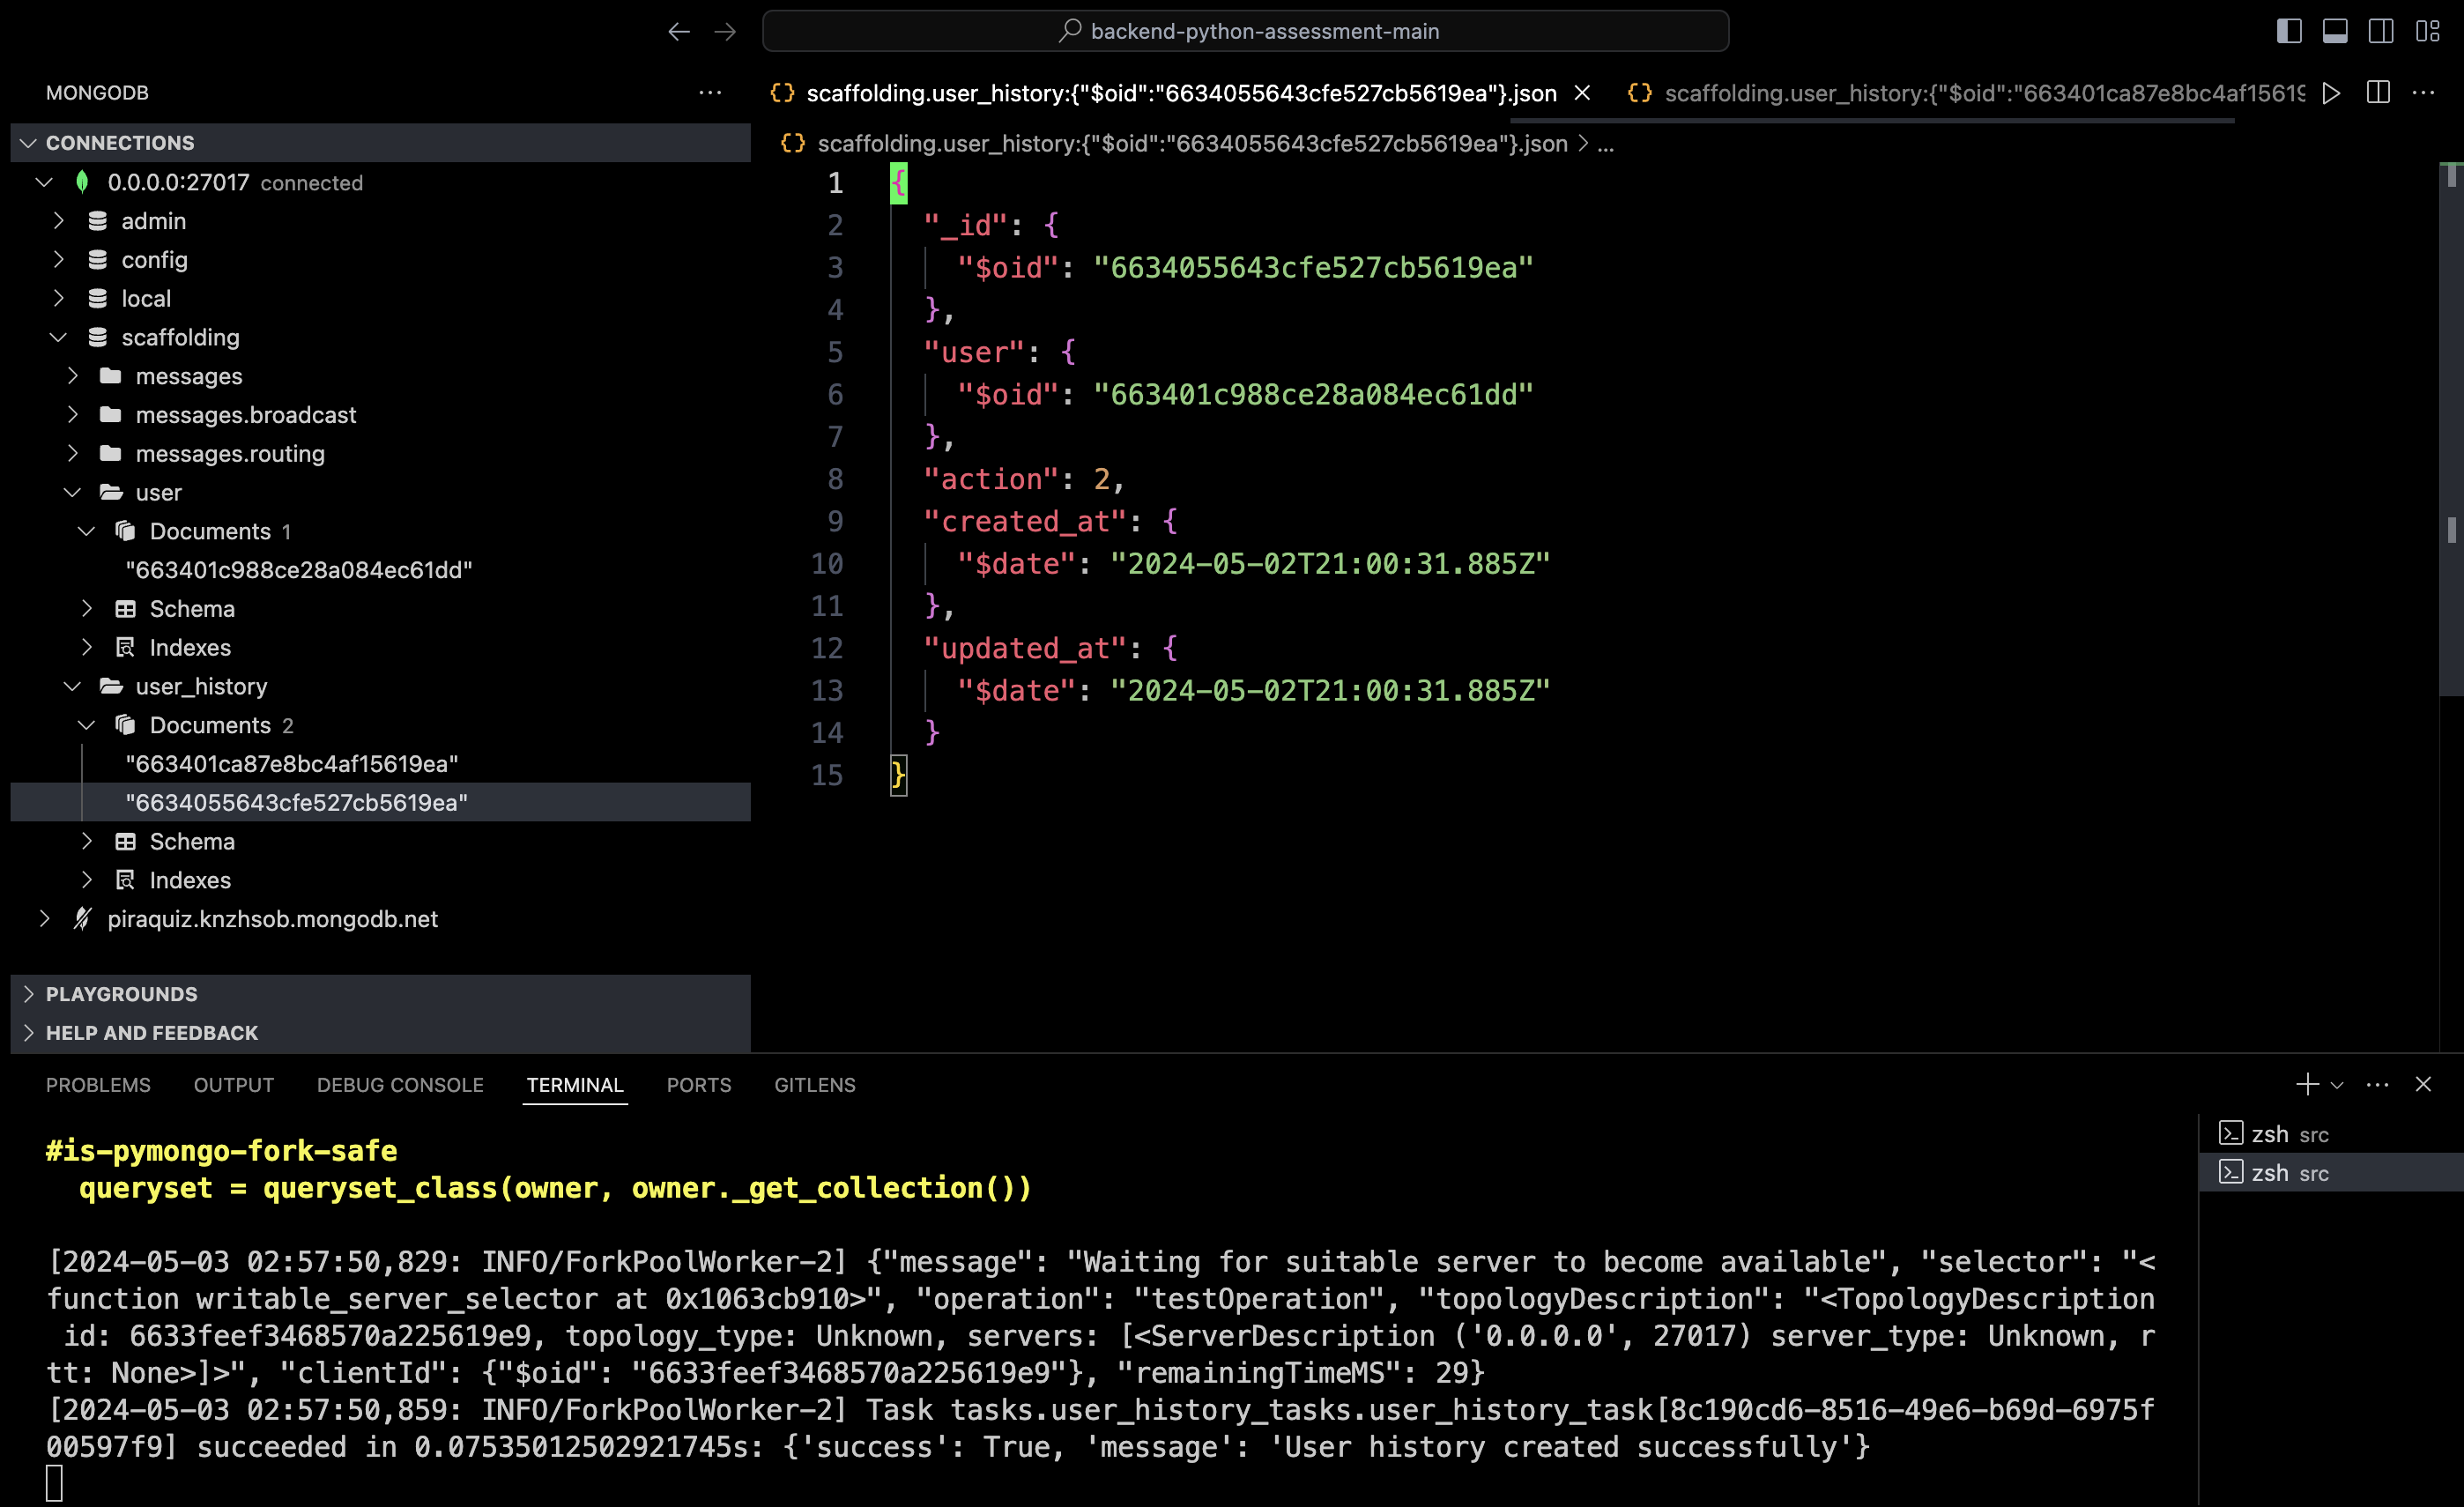 backend-python-assessment-main
MONGODB
CONNECTIONS
0.0.0.0:27017 connected
admin
config
local
scaffolding
messages
messages.broadcast
messages.routing
user
Documents 1
"663401c988ce28a084ec61dd"
Schema
Indexes
user_history
Documents 2
"663401ca87e8bc4af15619ea"
"6634055643cfe527cb5619ea"
Schema
Indexes
piraquiz.knzhsob.mongodb.net
PLAYGROUNDS
HELP AND FEEDBACK
{} scaffolding.user_history:{"$oid":"6634055643cfe527cb5619ea"}.json
{} scaffolding.user_history:{"$oid":"663401ca87e8bc4af15619
{} scaffolding.user_history:{"$oid":"6634055643cfe527cb5619ea"}.json > ...
1 {
2 "_id": {
3 "$oid": "6634055643cfe527cb5619ea"
4 },
5 "user": {
6 "$oid": "663401c988ce28a084ec61dd"
7 },
8 "action": 2,
9 "created_at": {
10 "$date": "2024-05-02T21:00:31.885Z"
11 },
12 "updated_at": {
13 "$date": "2024-05-02T21:00:31.885Z"
14 }
15 }
PROBLEMS OUTPUT DEBUG CONSOLE TERMINAL PORTS GITLENS
#is-pymongo-fork-safe
queryset = queryset_class(owner, owner._get_collection())
[2024-05-03 02:57:50,829: INFO/ForkPoolWorker-2] {"message": "Waiting for suitable server to become available", "selector": "<
function writable_server_selector at 0x1063cb910>", "operation": "testOperation", "topologyDescription": "<TopologyDescription
id: 6633feef3468570a225619e9, topology_type: Unknown, servers: [<ServerDescription ('0.0.0.0', 27017) server_type: Unknown, r
tt: None>]>", "clientId": {"$oid": "6633feef3468570a225619e9"}, "remainingTimeMS": 29}
[2024-05-03 02:57:50,859: INFO/ForkPoolWorker-2] Task tasks.user_history_tasks.user_history_task[8c190cd6-8516-49e6-b69d-6975f
00597f9] succeeded in 0.07535012502921745s: {'success': True, 'message': 'User history created successfully'}
zsh src
zsh src